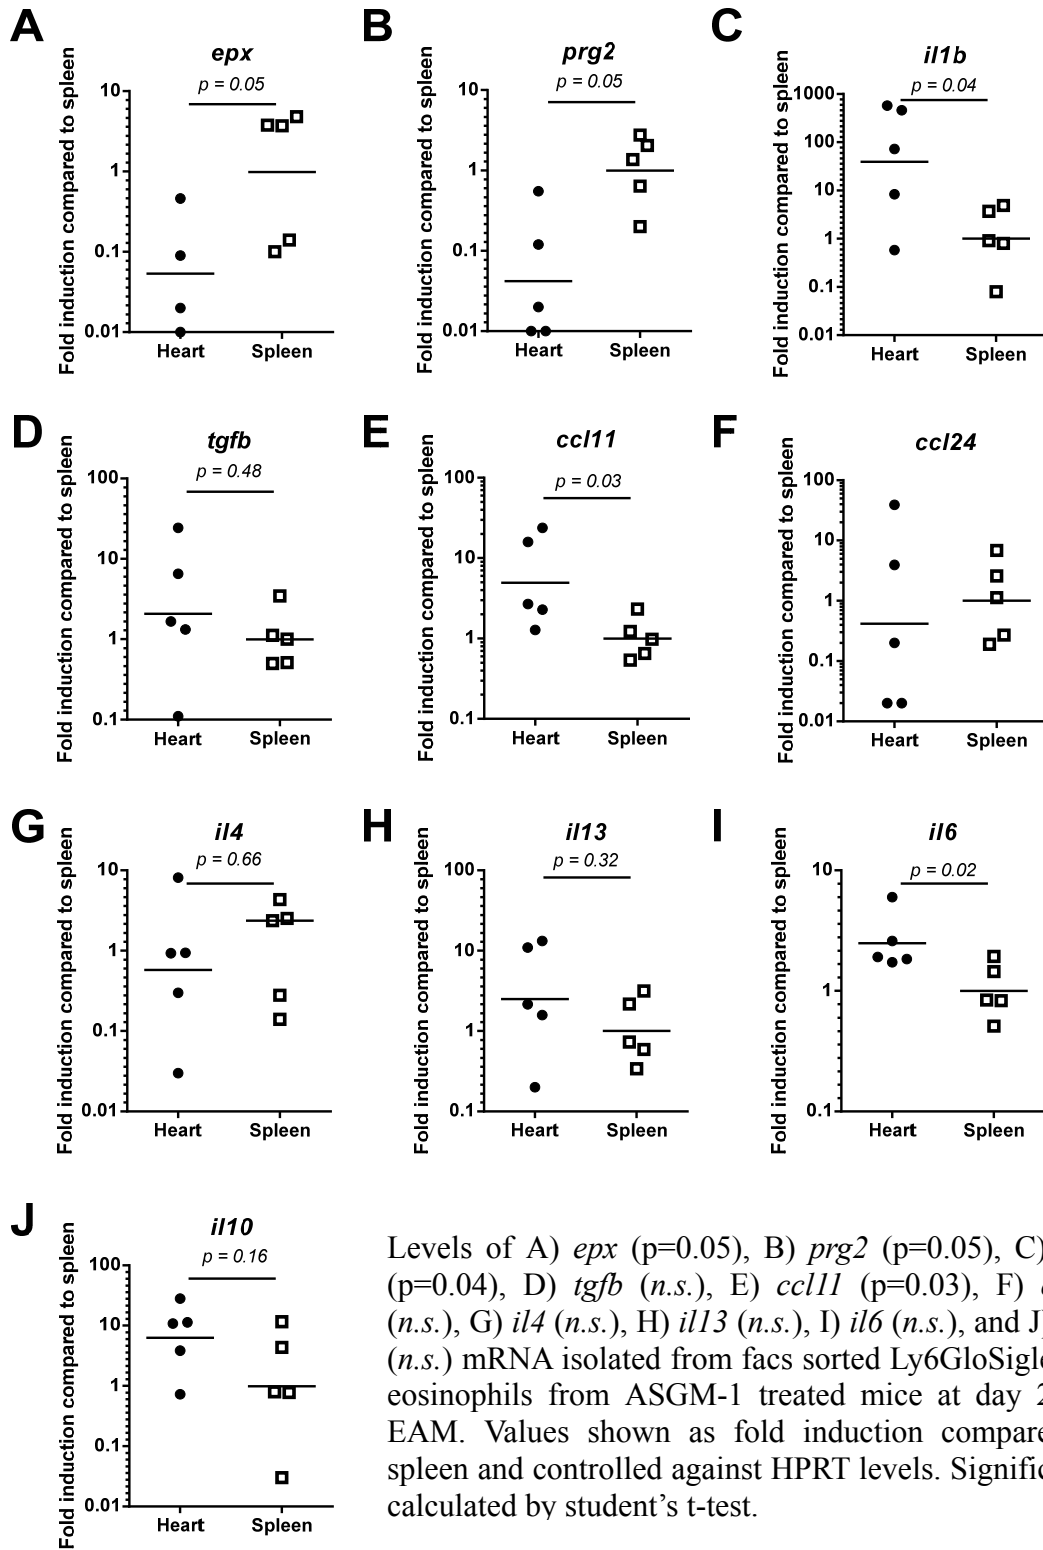 A
epx
p = 0.05
Fold induction compared to spleen
10
1
0.1
0.01
Heart Spleen
B
prg2
p = 0.05
Fold induction compared to spleen
10
1
0.1
0.01
Heart Spleen
C
il1b
p = 0.04
Fold induction compared to spleen
1000
100
10
1
0.1
0.01
Heart Spleen
D
tgfb
p = 0.48
Fold induction compared to spleen
100
10
1
0.1
Heart Spleen
E
ccl11
p = 0.03
Fold induction compared to spleen
100
10
1
0.1
Heart Spleen
F
ccl24
Fold induction compared to spleen
100
10
1
0.1
0.01
Heart Spleen
G
il4
p = 0.66
Fold induction compared to spleen
10
1
0.1
0.01
Heart Spleen
H
il13
p = 0.32
Fold induction compared to spleen
100
10
1
0.1
Heart Spleen
I
il6
p = 0.02
Fold induction compared to spleen
10
1
0.1
Heart Spleen
J
il10
p = 0.16
Fold induction compared to spleen
100
10
1
0.1
0.01
Heart Spleen
Levels of A) epx (p=0.05), B) prg2 (p=0.05), C)
(p=0.04), D) tgfb (n.s.), E) ccl11 (p=0.03), F)
(n.s.), G) il4 (n.s.), H) il13 (n.s.), I) il6 (n.s.), and J)
(n.s.) mRNA isolated from facs sorted Ly6GloSigle
eosinophils from ASGM-1 treated mice at day 2
EAM. Values shown as fold induction compare
spleen and controlled against HPRT levels. Signific
calculated by student's t-test.